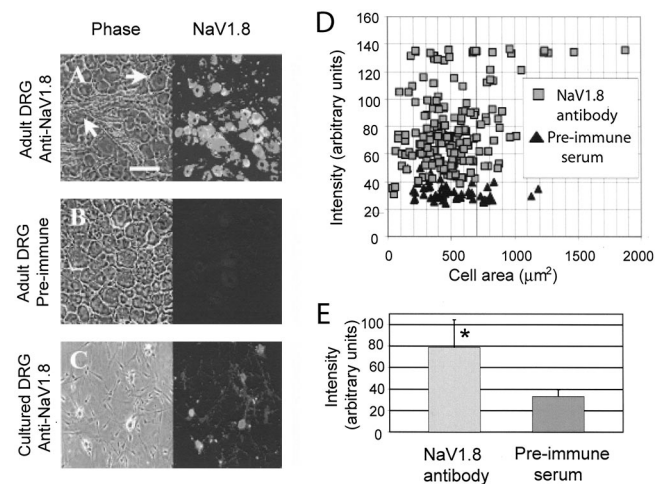 Phase NaV1.8
Adult DRG
Anti-NaV1.8
A
Adult DRG
Pre-immune
B
Cultured DRG
Anti-NaV1.8
C
D
Intensity (arbitrary units)
160
140
120
100
80
60
40
20
0
0 500 1000 1500 2000
Cell area (μm²)
NaV1.8
antibody
Pre-immune
serum
E
Intensity
(arbitrary units)
80
60
40
20
0
*
NaV1.8
antibody
Pre-immune
serum